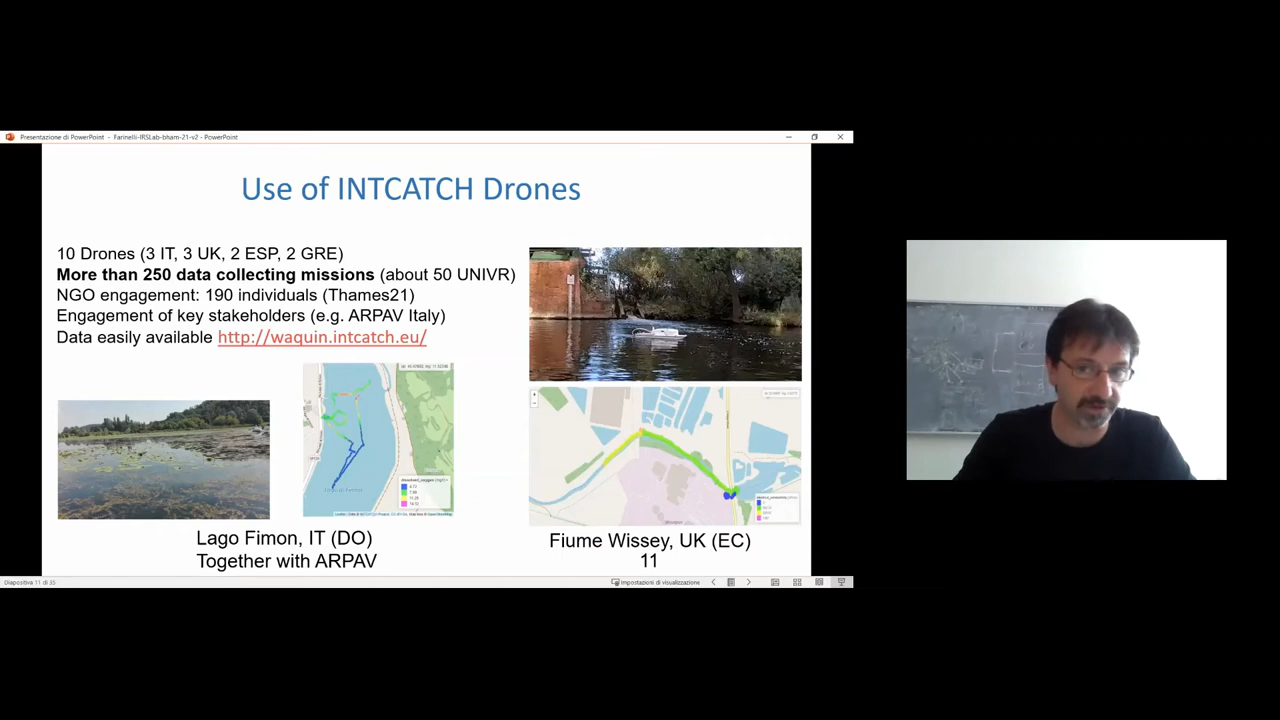 Presentazione di PowerPoint - Farinelli-IRSLab-bham-21-v2 - PowerPoint
Use of INTCATCH Drones
10 Drones (3 IT, 3 UK, 2 ESP, 2 GRE)
More than 250 data collecting missions (about 50 UNIVR)
NGO engagement: 190 individuals (Thames21)
Engagement of key stakeholders (e.g. ARPAV Italy)
Data easily available http://waquin.intcatch.eu/
Lago Fimon, IT (DO)
Together with ARPAV
Fiume Wissey, UK (EC)
11
Diapositiva 11 di 35
Impostazioni di visualizzazione